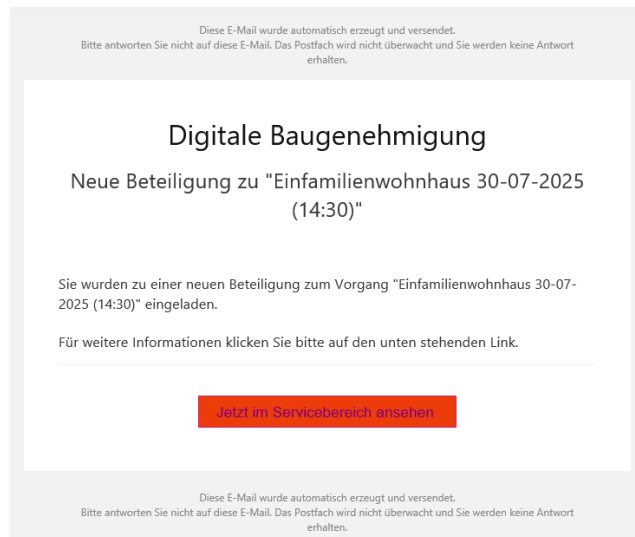 Diese E-Mail wurde automatisch erzeugt und versendet.
Bitte antworten Sie nicht auf diese E-Mail. Das Postfach wird nicht überwacht und Sie werden keine Antwort
erhalten.
Digitale Baugenehmigung
Neue Beteiligung zu "Einfamilienwohnhaus 30-07-2025
(14:30)"
Sie wurden zu einer neuen Beteiligung zum Vorgang "Einfamilienwohnhaus 30-07-
2025 (14:30)" eingeladen.
Für weitere Informationen klicken Sie bitte auf den unten stehenden Link.
Jetzt im Servicebereich ansehen
Diese E-Mail wurde automatisch erzeugt und versendet.
Bitte antworten Sie nicht auf diese E-Mail. Das Postfach wird nicht überwacht und Sie werden keine Antwort
erhalten.